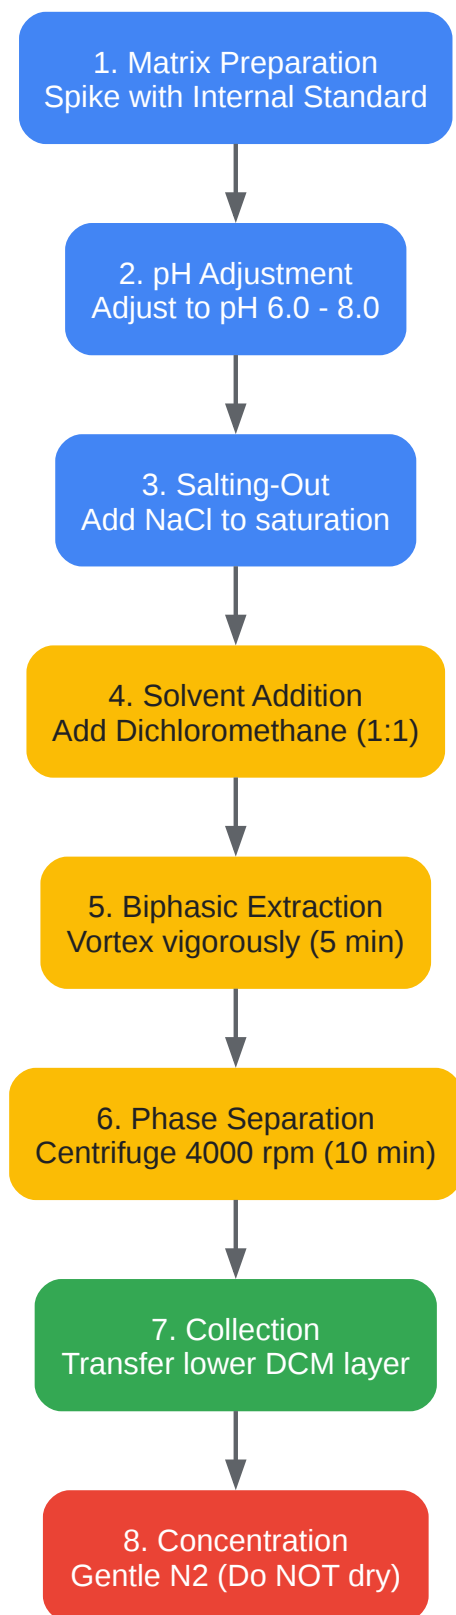 1. Matrix Preparation
Spike with Internal Standard
2. pH Adjustment
Adjust to pH 6.0 - 8.0
3. Salting-Out
Add NaCl to saturation
4. Solvent Addition
Add Dichloromethane (1:1)
5. Biphasic Extraction
Vortex vigorously (5 min)
6. Phase Separation
Centrifuge 4000 rpm (10 min)
7. Collection
Transfer lower DCM layer
8. Concentration
Gentle N2 (Do NOT dry)